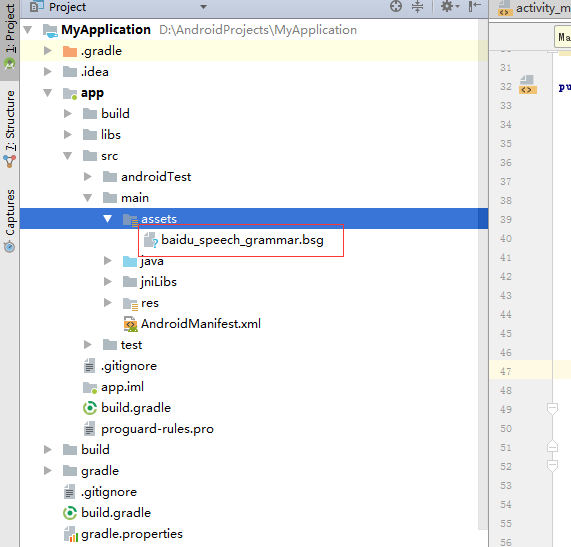 Project
activity_m
Ma
1: Project
7: Structure
Captures
MyApplication D:\AndroidProjects\MyApplication
.gradle
.idea
app
build
libs
src
androidTest
main
assets
baidu_speech_grammar.bsg
java
jniLibs
res
AndroidManifest.xml
test
.gitignore
app.iml
build.gradle
proguard-rules.pro
build
gradle
.gitignore
build.gradle
gradle.properties
31
32 pu
33
34
35
36
37
38
39
40
41
42
43
44
45
46
47
48
49
50
51
52
53
54
55
56